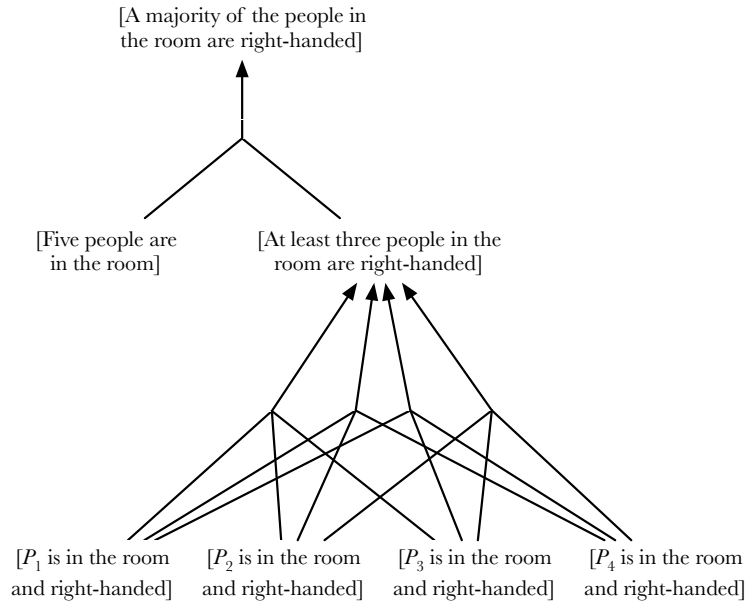 [A majority of the people in
the room are right-handed]
[Five people are
in the room]
[At least three people in the
room are right-handed]
[P₁ is in the room
and right-handed]
[P₂ is in the room
and right-handed]
[P₃ is in the room
and right-handed]
[P₄ is in the room
and right-handed]